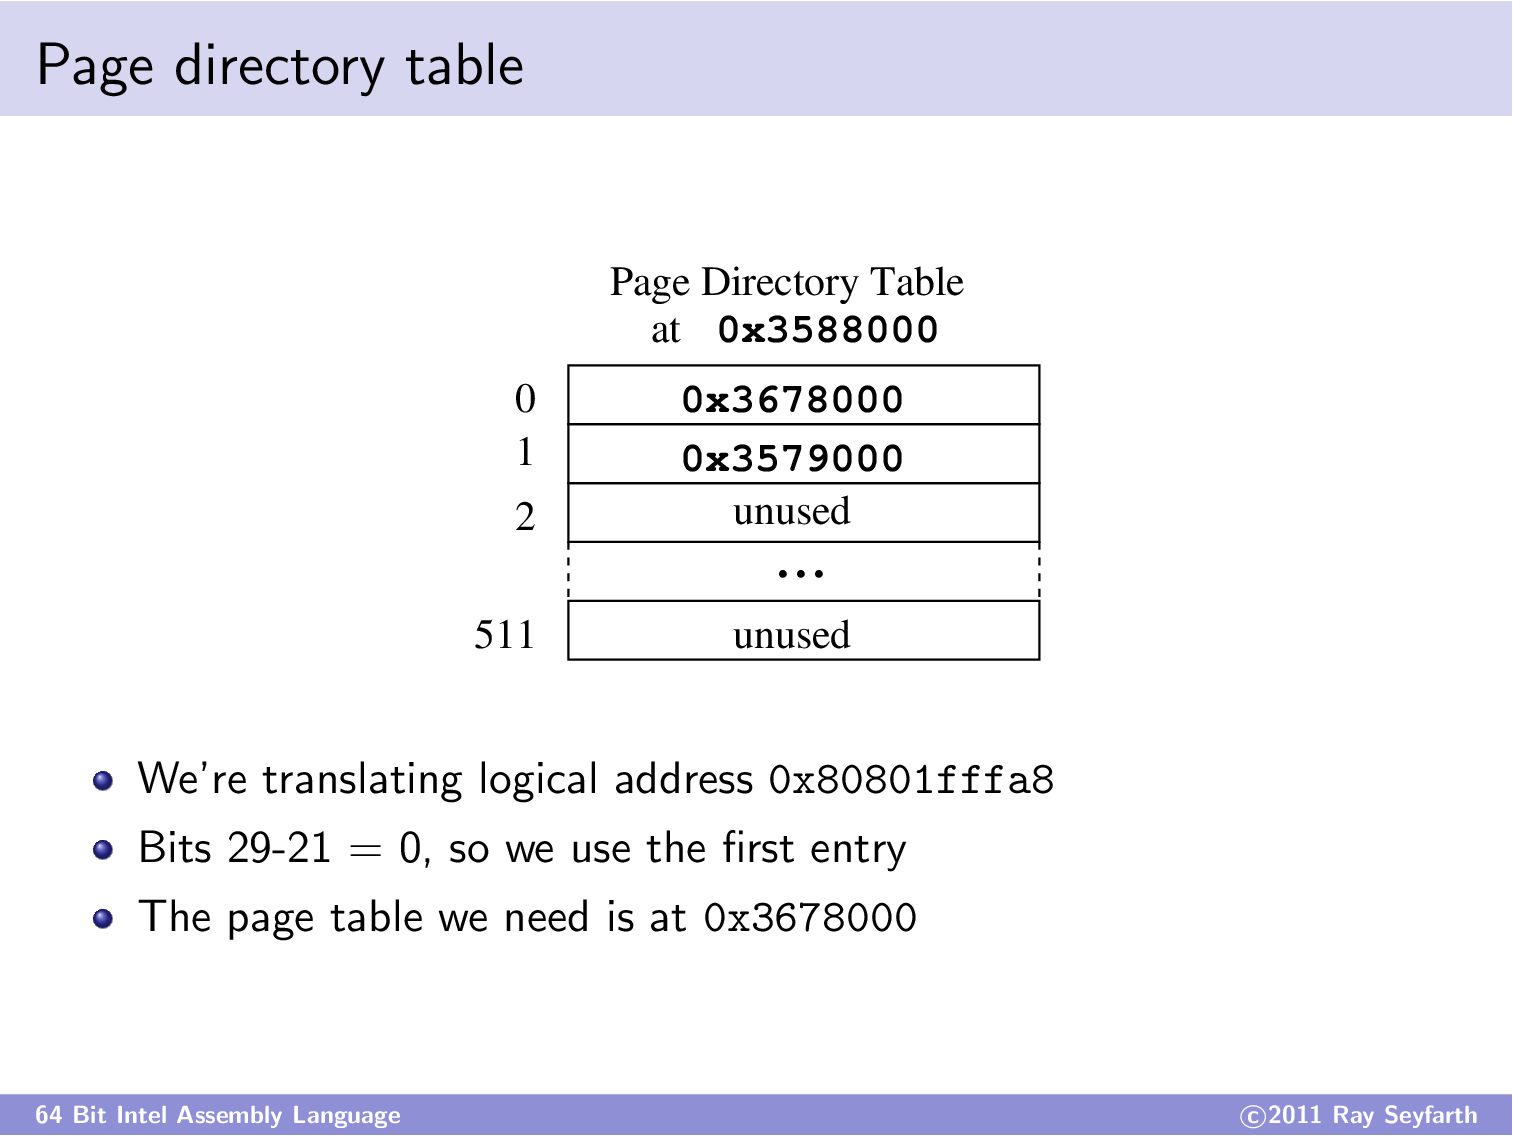 Page directory table
Page Directory Table
at 0x3588000
0 0x3678000
1 0x3579000
2 unused
...
511 unused
We're translating logical address 0x80801fffa8
Bits 29-21 = 0, so we use the first entry
The page table we need is at 0x3678000
64 Bit Intel Assembly Language ©2011 Ray Seyfarth